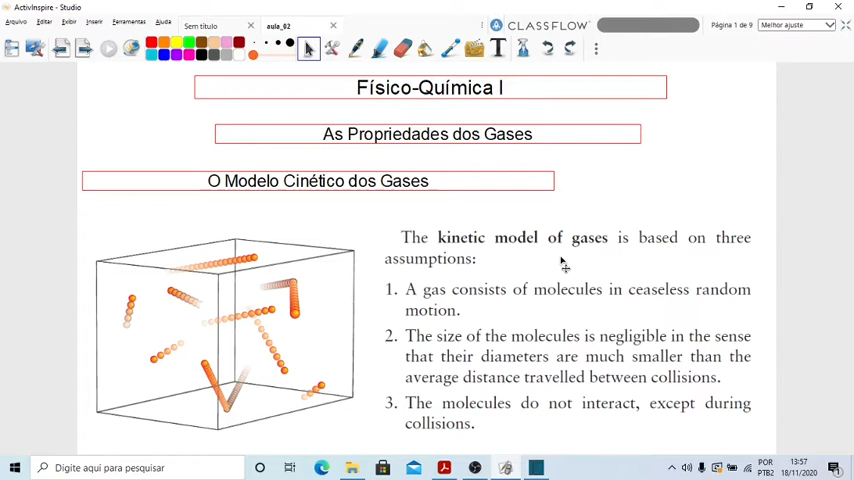 ActivInspire - Studio
Arquivo Editar Exibir Inserir Ferramentas Ajuda
Sem título
aula_02
CLASSFLOW
Página 1 de 9
Melhor ajuste
Físico-Química I
As Propriedades dos Gases
O Modelo Cinético dos Gases
The kinetic model of gases is based on three
assumptions:
1. A gas consists of molecules in ceaseless random
motion.
2. The size of the molecules is negligible in the sense
that their diameters are much smaller than the
average distance travelled between collisions.
3. The molecules do not interact, except during
collisions.
Digite aqui para pesquisar
POR
PTB2
13:57
18/11/2020